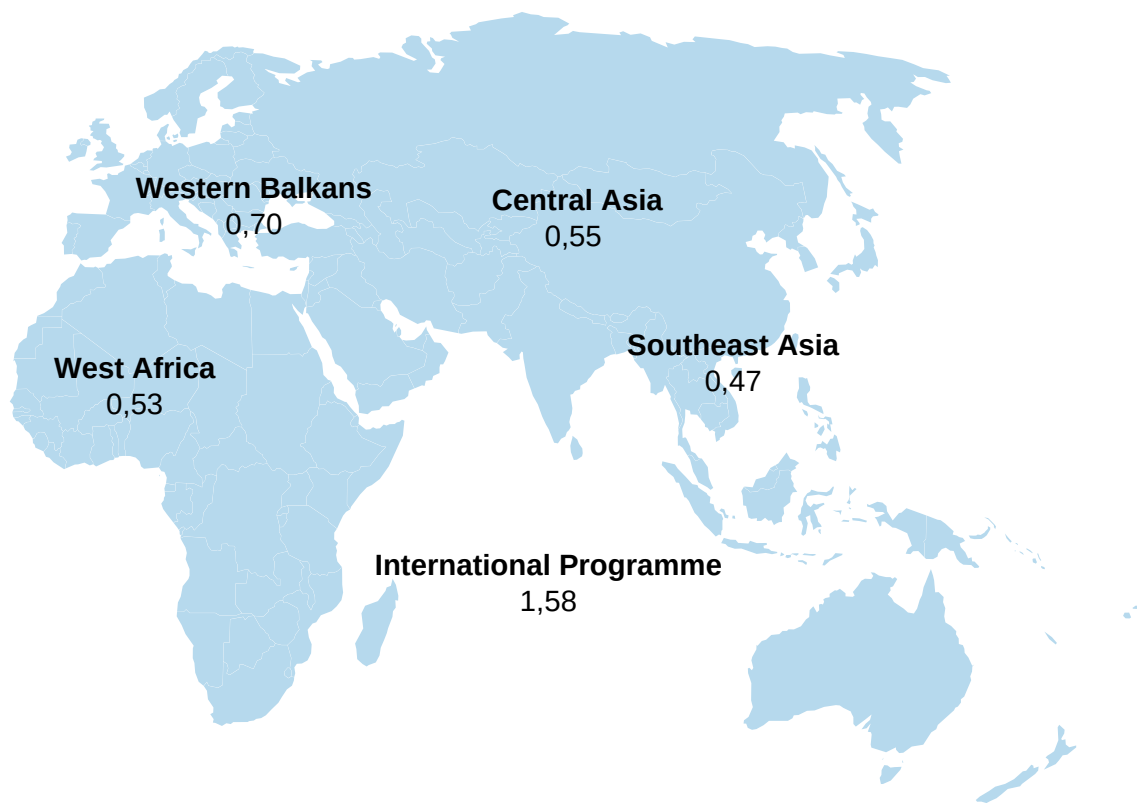 Western Balkans
0,70
Central Asia
0,55
West Africa
0,53
Southeast Asia
0,47
International Programme
1,58